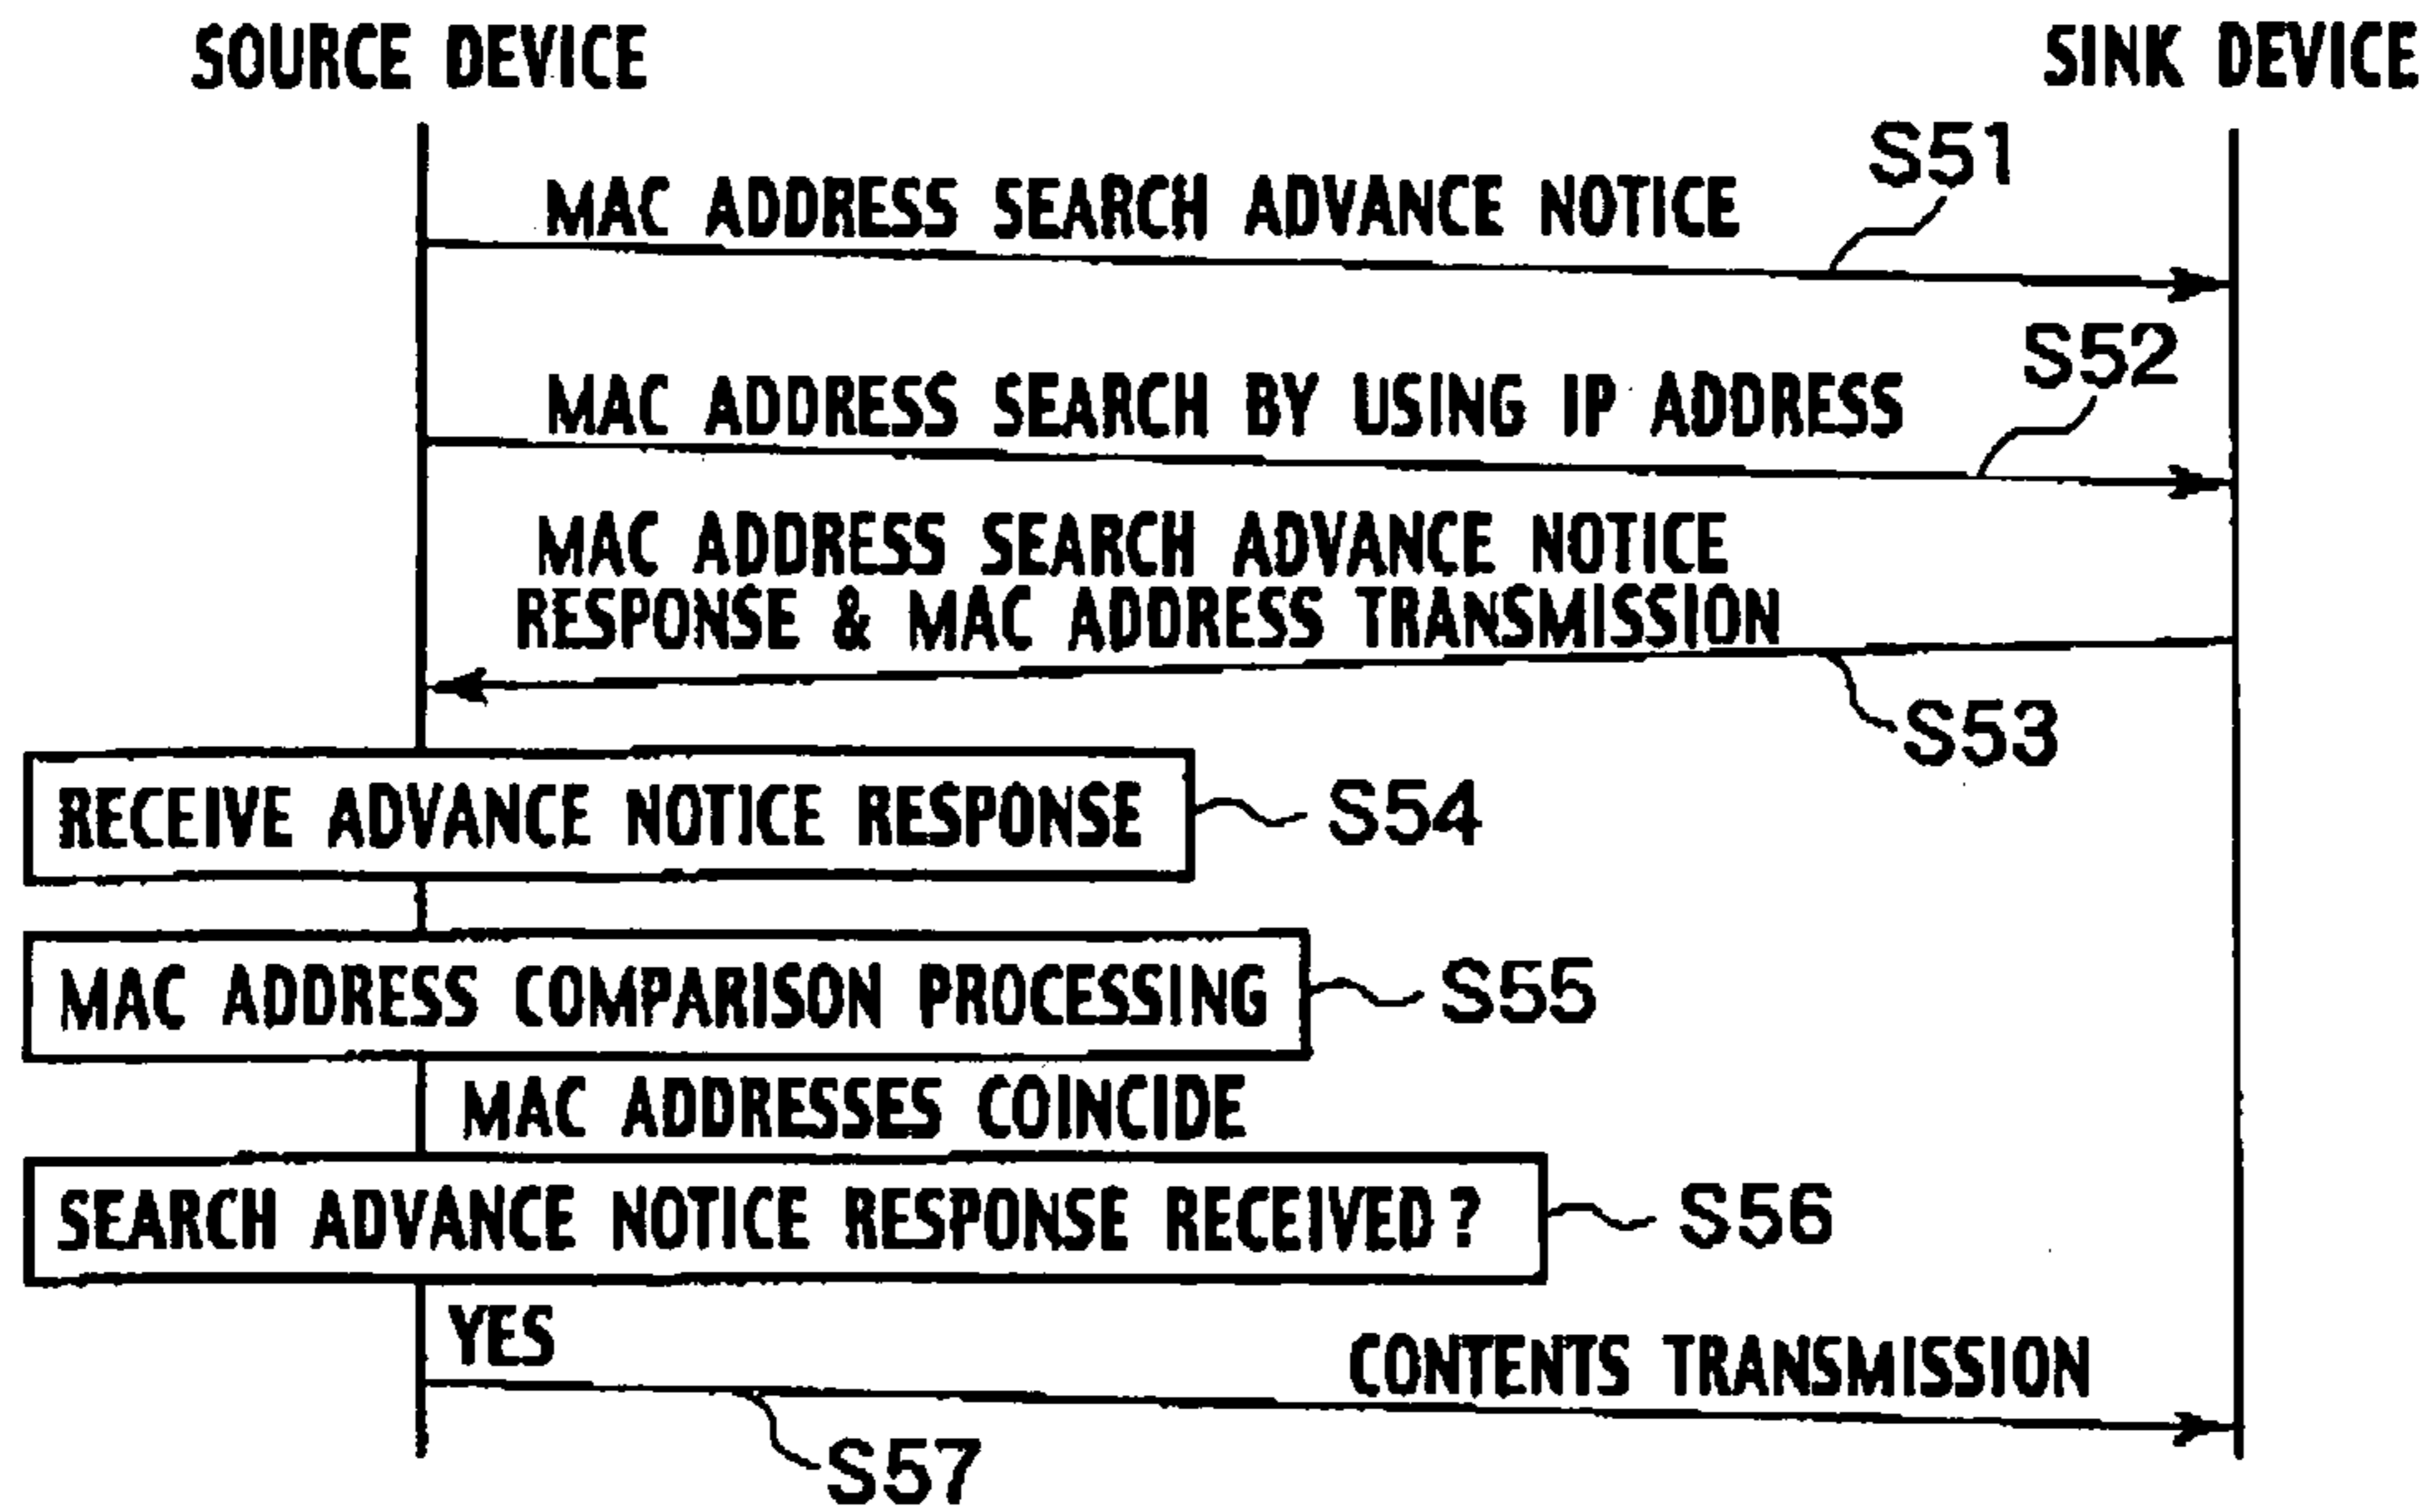 SOURCE DEVICE
SINK DEVICE
S51
MAC ADDRESS SEARCH ADVANCE NOTICE
S52
MAC ADDRESS SEARCH BY USING IP ADDRESS
MAC ADDRESS SEARCH ADVANCE NOTICE
RESPONSE & MAC ADDRESS TRANSMISSION
S53
RECEIVE ADVANCE NOTICE RESPONSE
S54
MAC ADDRESS COMPARISON PROCESSING
S55
MAC ADDRESSES COINCIDE
SEARCH ADVANCE NOTICE RESPONSE RECEIVED?
S56
YES
CONTENTS TRANSMISSION
S57